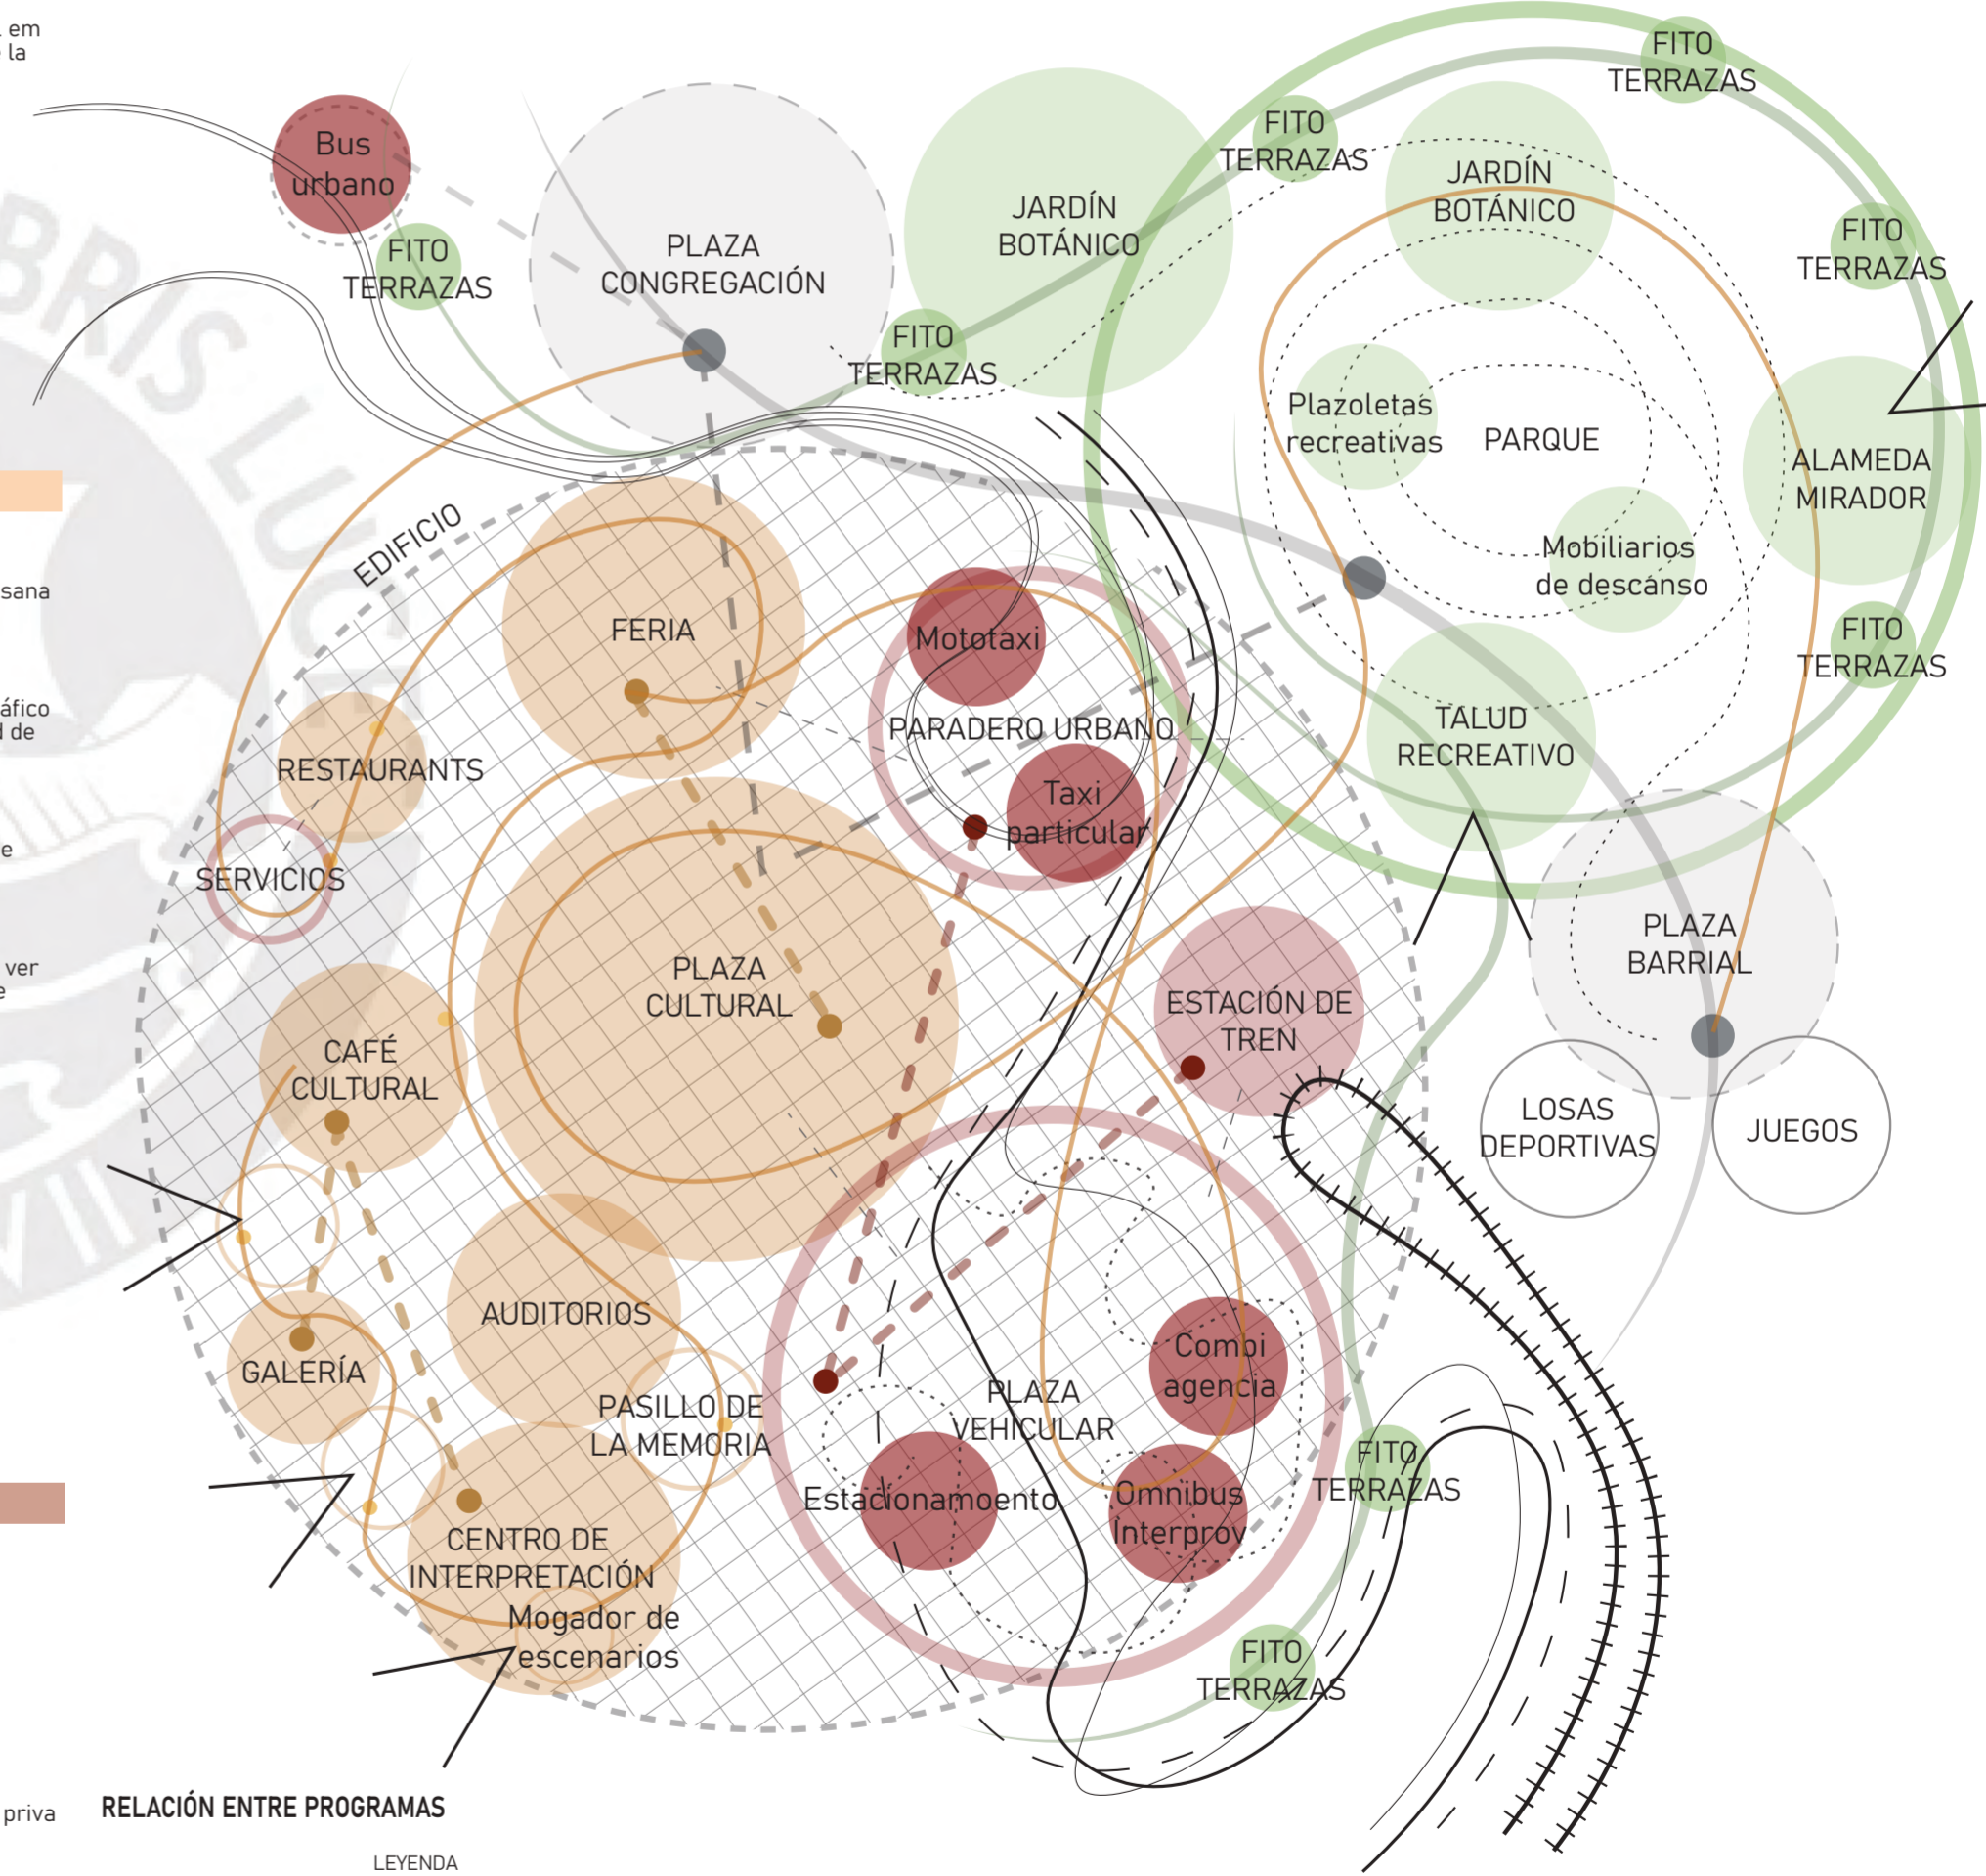 em
la
sana
áfico
d de
e
ver
e
priva
BRIS LUCE
VII
Bus
urbano
FITO
TERRAZAS
PLAZA
CONGREGACIÓN
JARDÍN
BOTÁNICO
FITO
TERRAZAS
FITO
TERRAZAS
FITO
TERRAZAS
JARDÍN
BOTÁNICO
FITO
TERRAZAS
Plazoletas
recreativas
PARQUE
ALAMEDA
MIRADOR
Mobiliarios
de descanso
FITO
TERRAZAS
TALUD
RECREATIVO
EDIFICIO
FERIA
Mototaxi
PARADERO URBANO
Taxi
particular
RESTAURANTS
SERVICIOS
PLAZA
CULTURAL
ESTACIÓN DE
TREN
PLAZA
BARRIAL
LOSAS
DEPORTIVAS
JUEGOS
CAFÉ
CULTURAL
AUDITORIOS
GALERÍA
PASILLO DE
LA MEMORIA
PLAZA
VEHICULAR
Combi
agencia
Estacionamoento
Omnibus
Interprov
FITO
TERRAZAS
CENTRO DE
INTERPRETACIÓN
Mogador de
escenarios
FITO
TERRAZAS
RELACIÓN ENTRE PROGRAMAS
LEYENDA